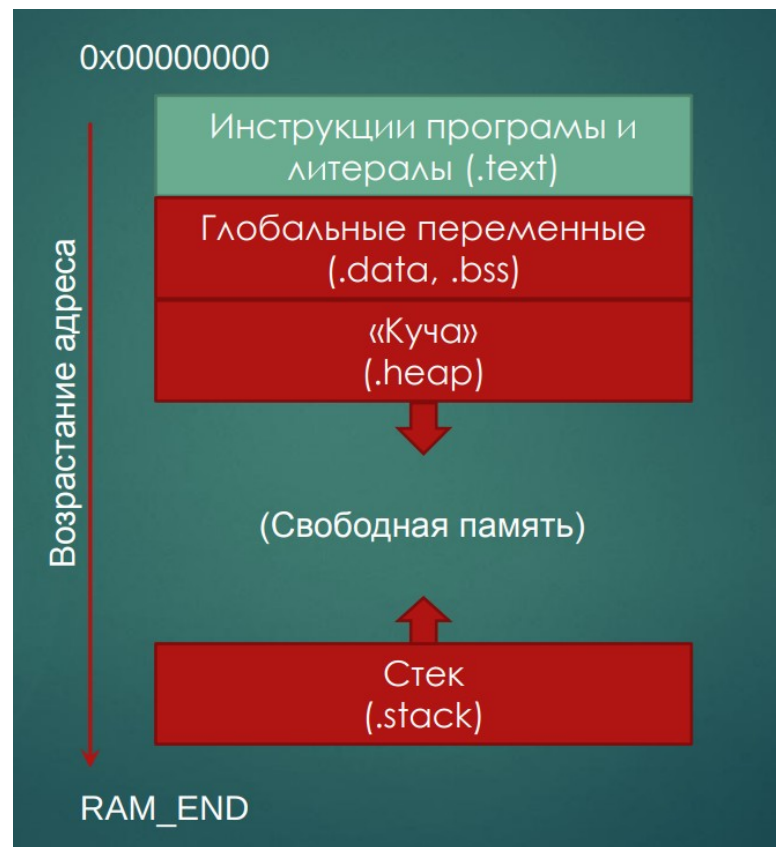 0x00000000
Инструкции програмы и
литералы (.text)
Глобальные переменные
(.data, .bss)
«Куча»
(.heap)
Возрастание адреса
(Свободная память)
Стек
(.stack)
RAM_END